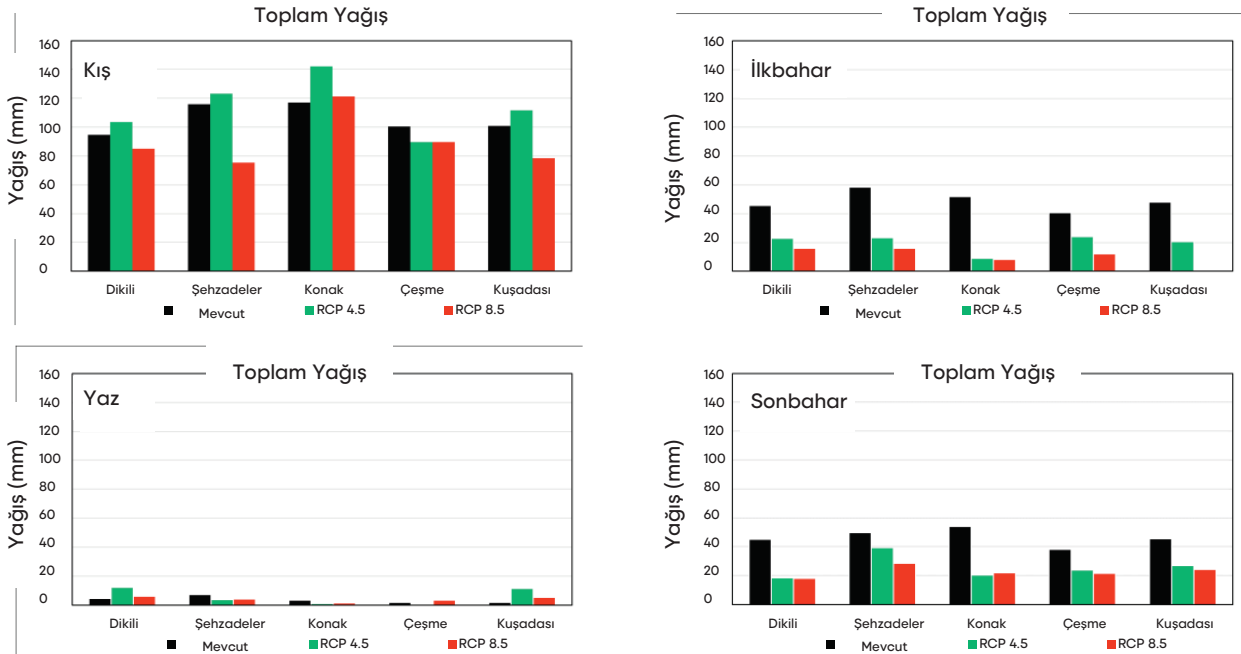 Toplam Yağış
Kış
Yağış (mm)
160
140
120
100
80
60
40
20
0
Dikili Şehzadeler Konak Çeşme Kuşadası
Mevcut RCP 4.5 RCP 8.5
Toplam Yağış
İlkbahar
Yağış (mm)
160
140
120
100
80
60
40
20
0
Dikili Şehzadeler Konak Çeşme Kuşadası
Mevcut RCP 4.5 RCP 8.5
Toplam Yağış
Yaz
Yağış (mm)
160
140
120
100
80
60
40
20
0
Dikili Şehzadeler Konak Çeşme Kuşadası
Mevcut RCP 4.5 RCP 8.5
Toplam Yağış
Sonbahar
Yağış (mm)
160
140
120
100
80
60
40
20
0
Dikili Şehzadeler Konak Çeşme Kuşadası
Mevcut RCP 4.5 RCP 8.5